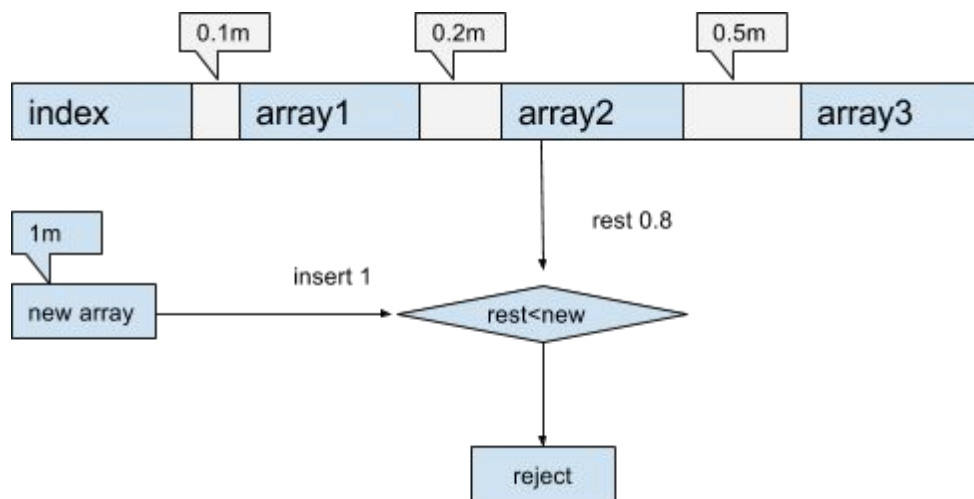 0.1m
0.2m
0.5m
index
array1
array2
array3
rest 0.8
1m
insert 1
new array
rest<new
reject